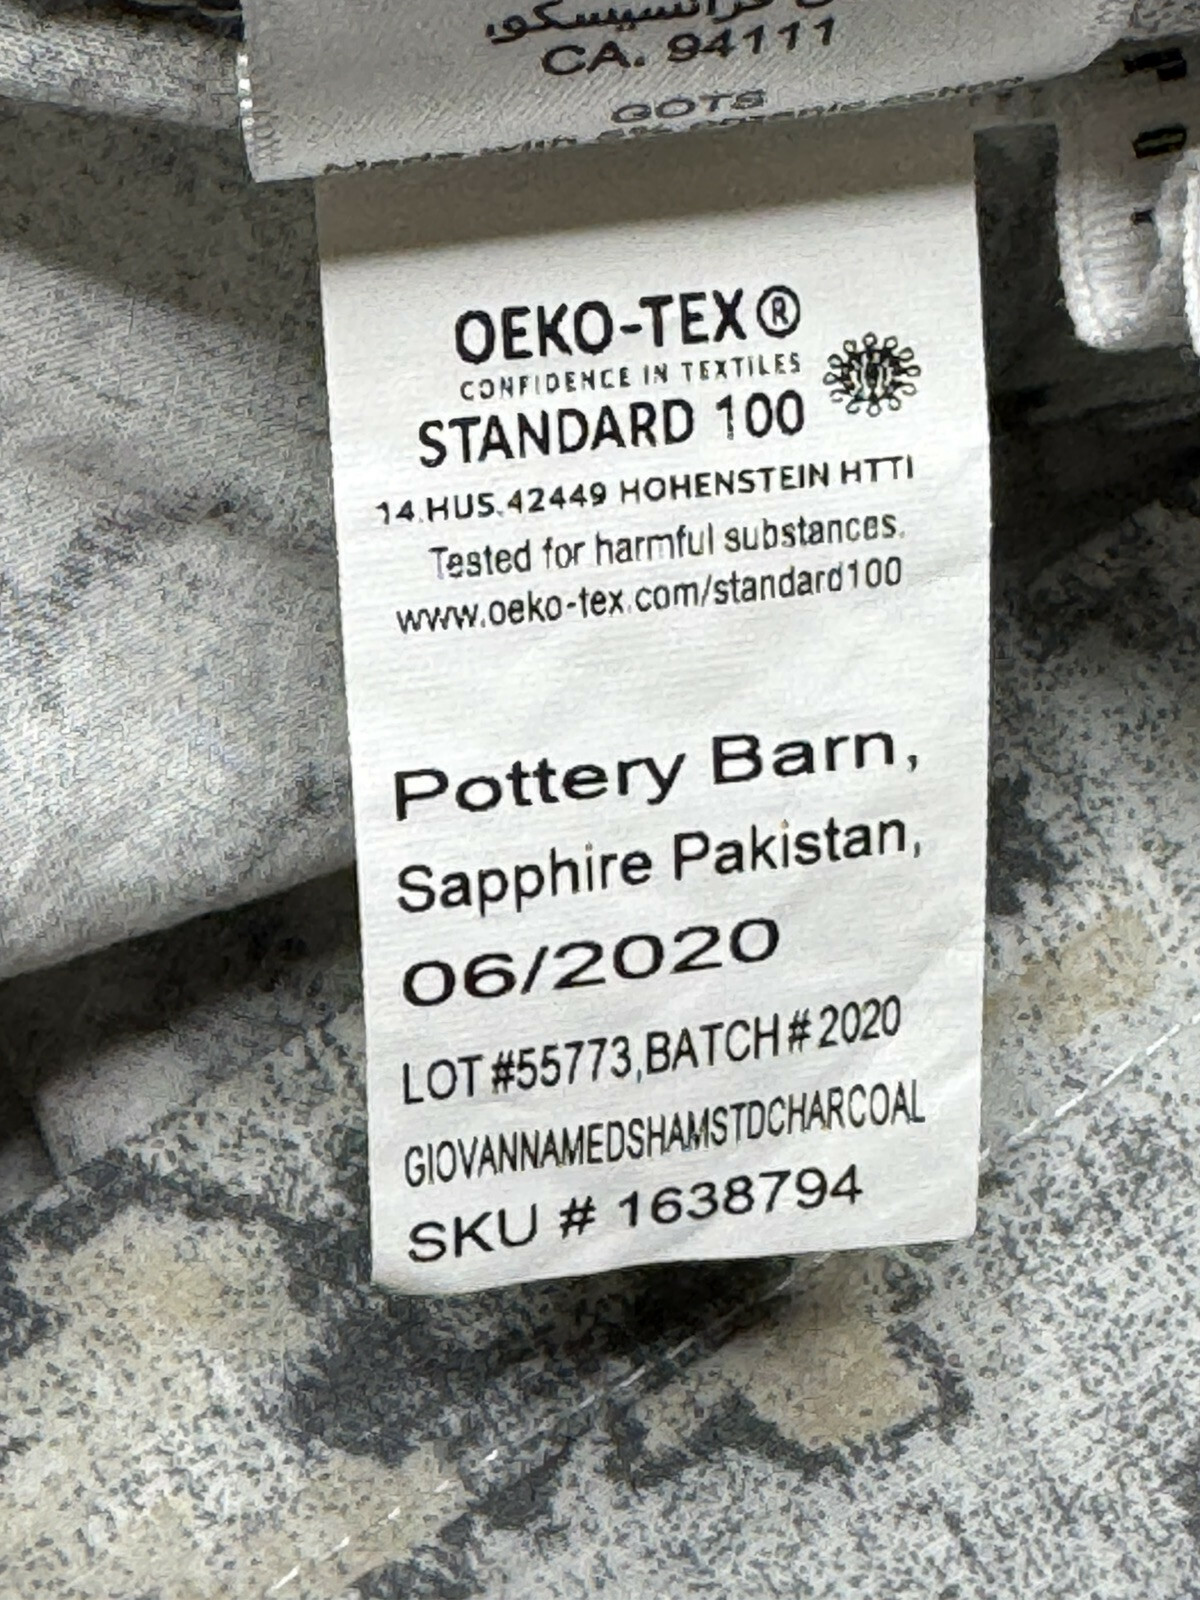 فرانسيسكو،
CA. 94111
GOTS
OEKO-TEX®
CONFIDENCE IN TEXTILES
STANDARD 100
14.HUS.42449 HOHENSTEIN HTTI
Tested for harmful substances.
www.oeko-tex.com/standard100
Pottery Barn,
Sapphire Pakistan,
06/2020
LOT #55773,BATCH # 2020
GIOVANNAMEDSHAMSTDCHARCOAL
SKU # 1638794